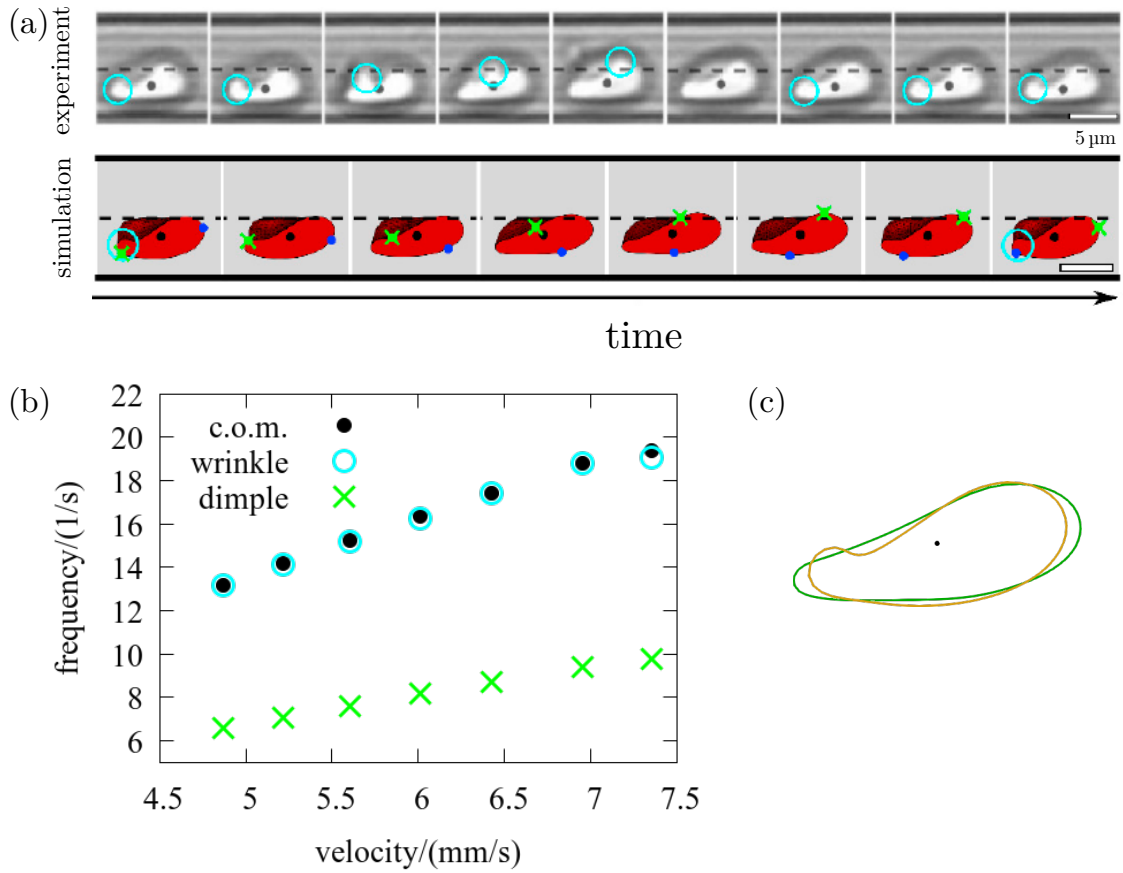 (a)
experiment
5 µm
simulation
time
(b)
22
20
18
16
14
12
10
8
6
frequency/(1/s)
c.o.m.
wrinkle
dimple
4.5 5 5.5 6 6.5 7 7.5
velocity/(mm/s)
(c)